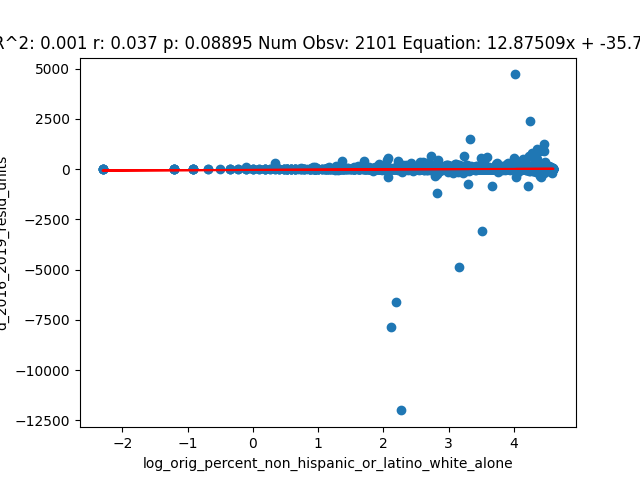 R^2: 0.001 r: 0.037 p: 0.08895 Num Obsv: 2101 Equation: 12.87509x + -35.7
5000
2500
0
−2500
−5000
−7500
−10000
−12500
d_2016_2019_resid_units
−2 −1 0 1 2 3 4
log_orig_percent_non_hispanic_or_latino_white_alone